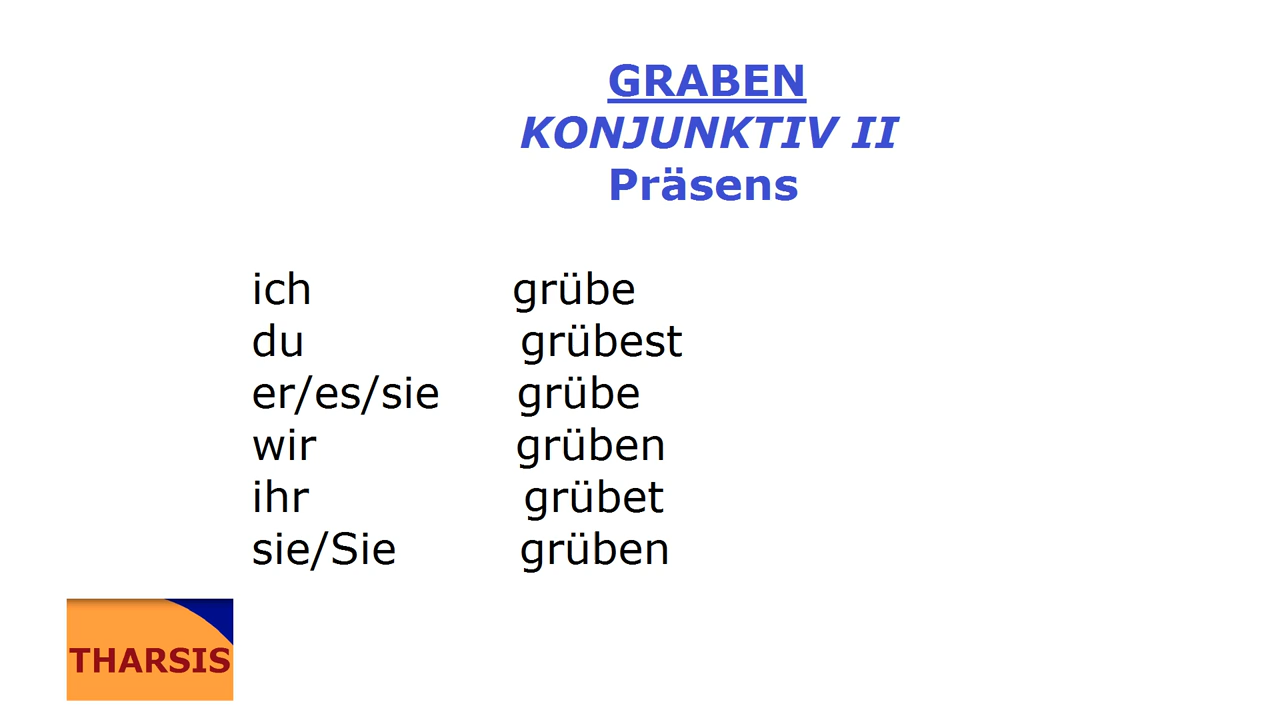 GRABEN
KONJUNKTIV II
Präsens
ich grübe
du grübest
er/es/sie grübe
wir grüben
ihr grübet
sie/Sie grüben
THARSIS